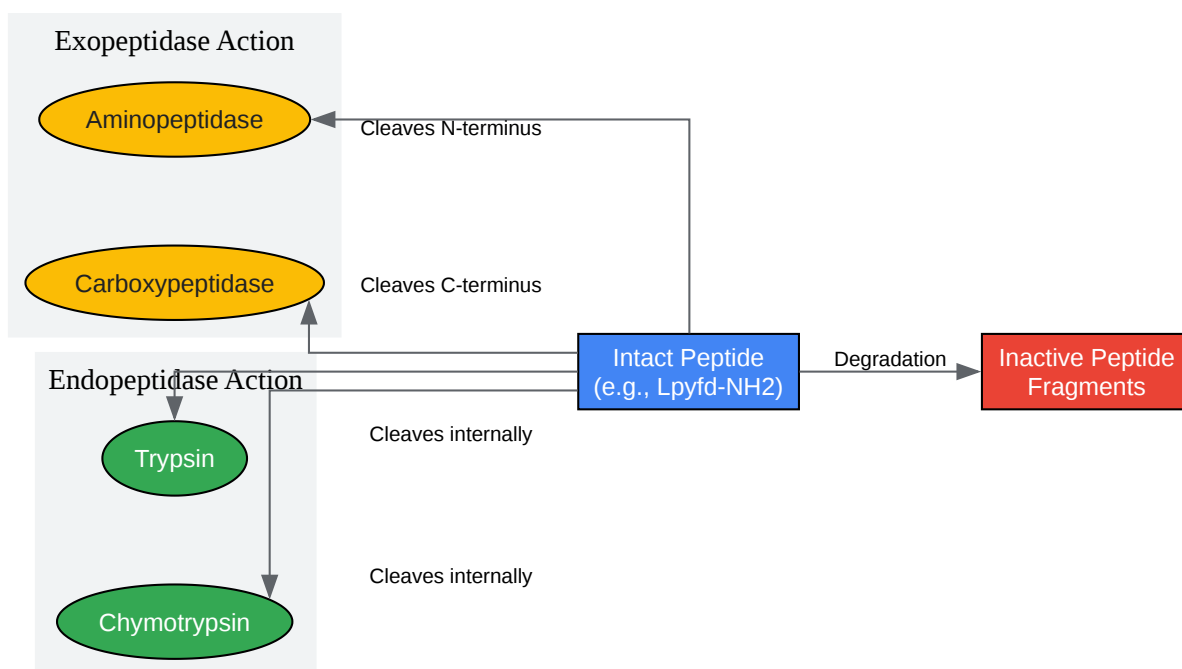 Exopeptidase Action
Aminopeptidase
Cleaves N-terminus
Carboxypeptidase
Cleaves C-terminus
Intact Peptide
(e.g., Lpyfd-NH2)
Degradation
Inactive Peptide
Fragments
Endopeptidase Action
Cleaves internally
Trypsin
Cleaves internally
Chymotrypsin